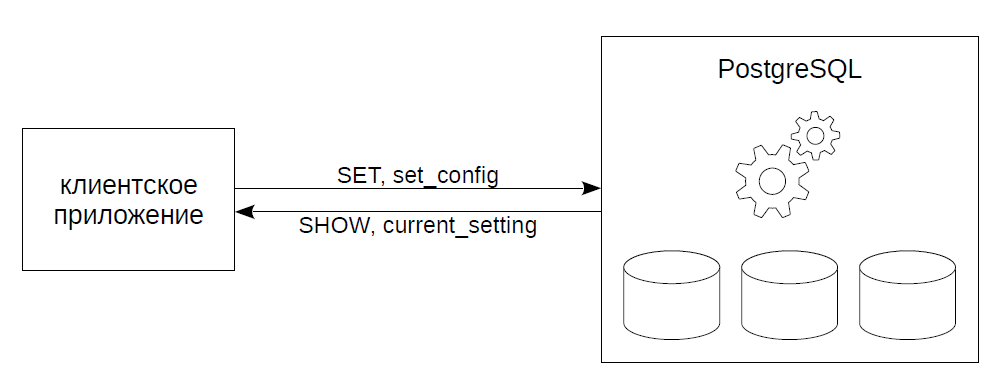 PostgreSQL
клиентское
приложение
SET, set_config
SHOW, current_setting